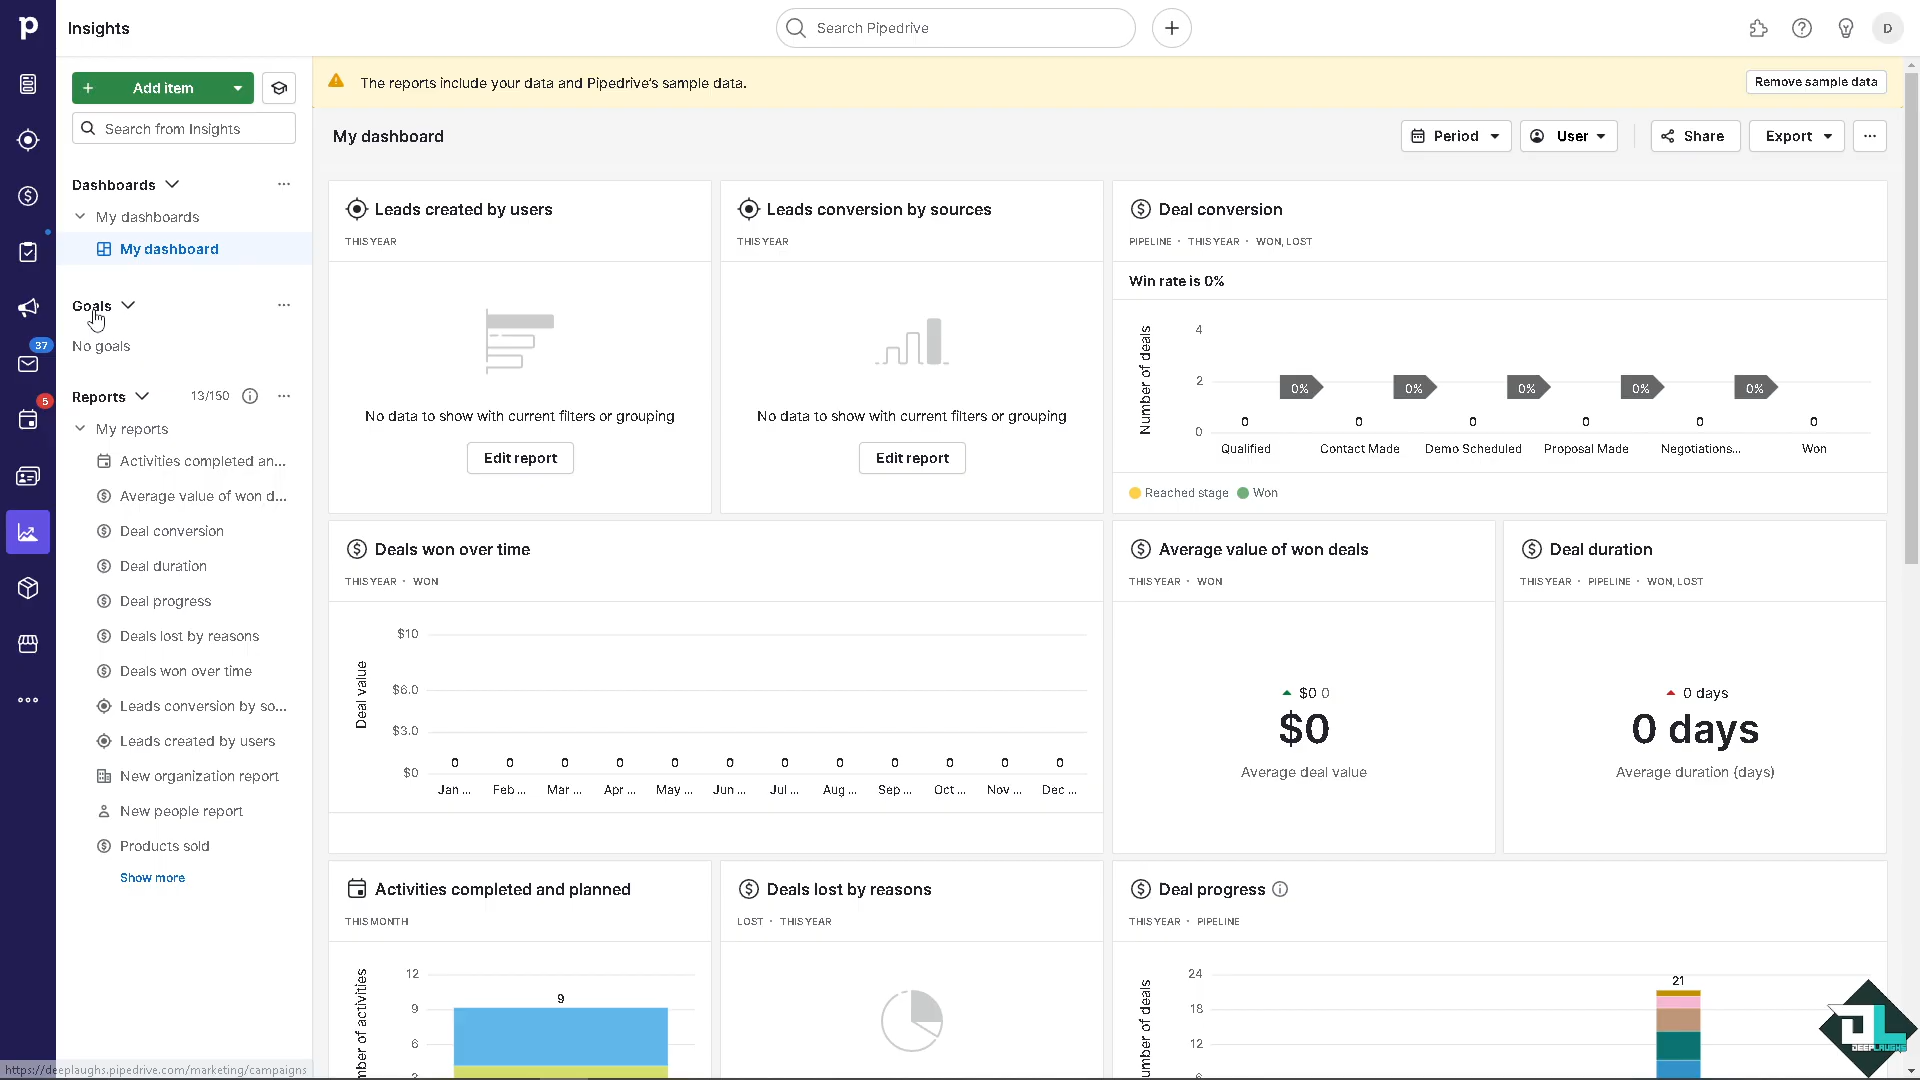 Insights
Search Pipedrive
D
Add item
Search from Insights
The reports include your data and Pipedrive's sample data.
Remove sample data
My dashboard
Period
User
Share
Export
Dashboards
My dashboards
My dashboard
Goals
No goals
37
5
Reports
13/150
My reports
Activities completed an...
Average value of won d...
Deal conversion
Deal duration
Deal progress
Deals lost by reasons
Deals won over time
Leads conversion by so...
Leads created by users
New organization report
New people report
Products sold
Show more
Leads created by users
THIS YEAR
No data to show with current filters or grouping
Edit report
Leads conversion by sources
THIS YEAR
No data to show with current filters or grouping
Edit report
Deal conversion
PIPELINE · THIS YEAR · WON, LOST
Win rate is 0%
Number of deals
4
2
0
0% 0% 0% 0% 0%
0 0 0 0 0 0
Qualified Contact Made Demo Scheduled Proposal Made Negotiations... Won
Reached stage Won
Deals won over time
THIS YEAR · WON
Deal value
$10
$6.0
$3.0
$0
0 0 0 0 0 0 0 0 0 0 0 0
Jan ... Feb ... Mar ... Apr ... May ... Jun ... Jul ... Aug ... Sep ... Oct ... Nov ... Dec ...
Average value of won deals
THIS YEAR · WON
$0 0
$0
Average deal value
Deal duration
THIS YEAR · PIPELINE · WON, LOST
0 days
0 days
Average duration (days)
Activities completed and planned
THIS MONTH
mber of activities
12
9
6
9
Deals lost by reasons
LOST · THIS YEAR
Deal progress
THIS YEAR · PIPELINE
umber of deals
24
18
12
21
https://deeplaughs.pipedrive.com/marketing/campaigns
DEEPLAUGHS